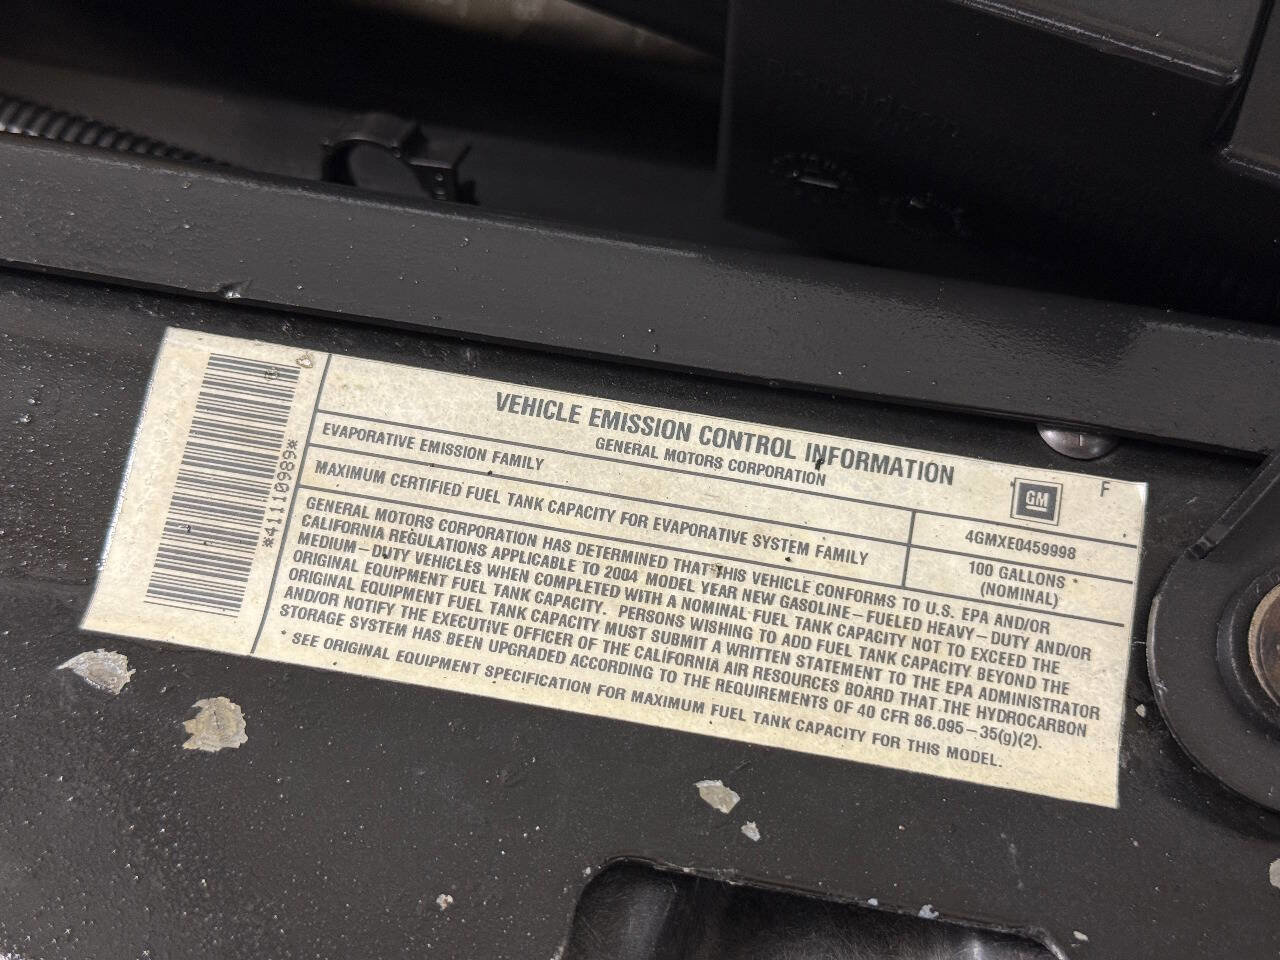 VEHICLE EMISSION CONTROL INFORMATION
GENERAL MOTORS CORPORATION
GM
F
EVAPORATIVE EMISSION FAMILY
4GMXE0459998
MAXIMUM CERTIFIED FUEL TANK CAPACITY FOR EVAPORATIVE SYSTEM FAMILY
100 GALLONS *
(NOMINAL)
GENERAL MOTORS CORPORATION HAS DETERMINED THAT THIS VEHICLE CONFORMS TO U.S. EPA AND/OR
CALIFORNIA REGULATIONS APPLICABLE TO 2004 MODEL YEAR NEW GASOLINE-FUELED HEAVY-DUTY AND/OR
MEDIUM-DUTY VEHICLES WHEN COMPLETED WITH A NOMINAL FUEL TANK CAPACITY NOT TO EXCEED THE
ORIGINAL EQUIPMENT FUEL TANK CAPACITY. PERSONS WISHING TO ADD FUEL TANK CAPACITY BEYOND THE
ORIGINAL EQUIPMENT FUEL TANK CAPACITY MUST SUBMIT A WRITTEN STATEMENT TO THE EPA ADMINISTRATOR
AND/OR NOTIFY THE EXECUTIVE OFFICER OF THE CALIFORNIA AIR RESOURCES BOARD THAT THE HYDROCARBON
STORAGE SYSTEM HAS BEEN UPGRADED ACCORDING TO THE REQUIREMENTS OF 40 CFR 86.095-35(g)(2).
* SEE ORIGINAL EQUIPMENT SPECIFICATION FOR MAXIMUM FUEL TANK CAPACITY FOR THIS MODEL.
*41110989*
Donaldson